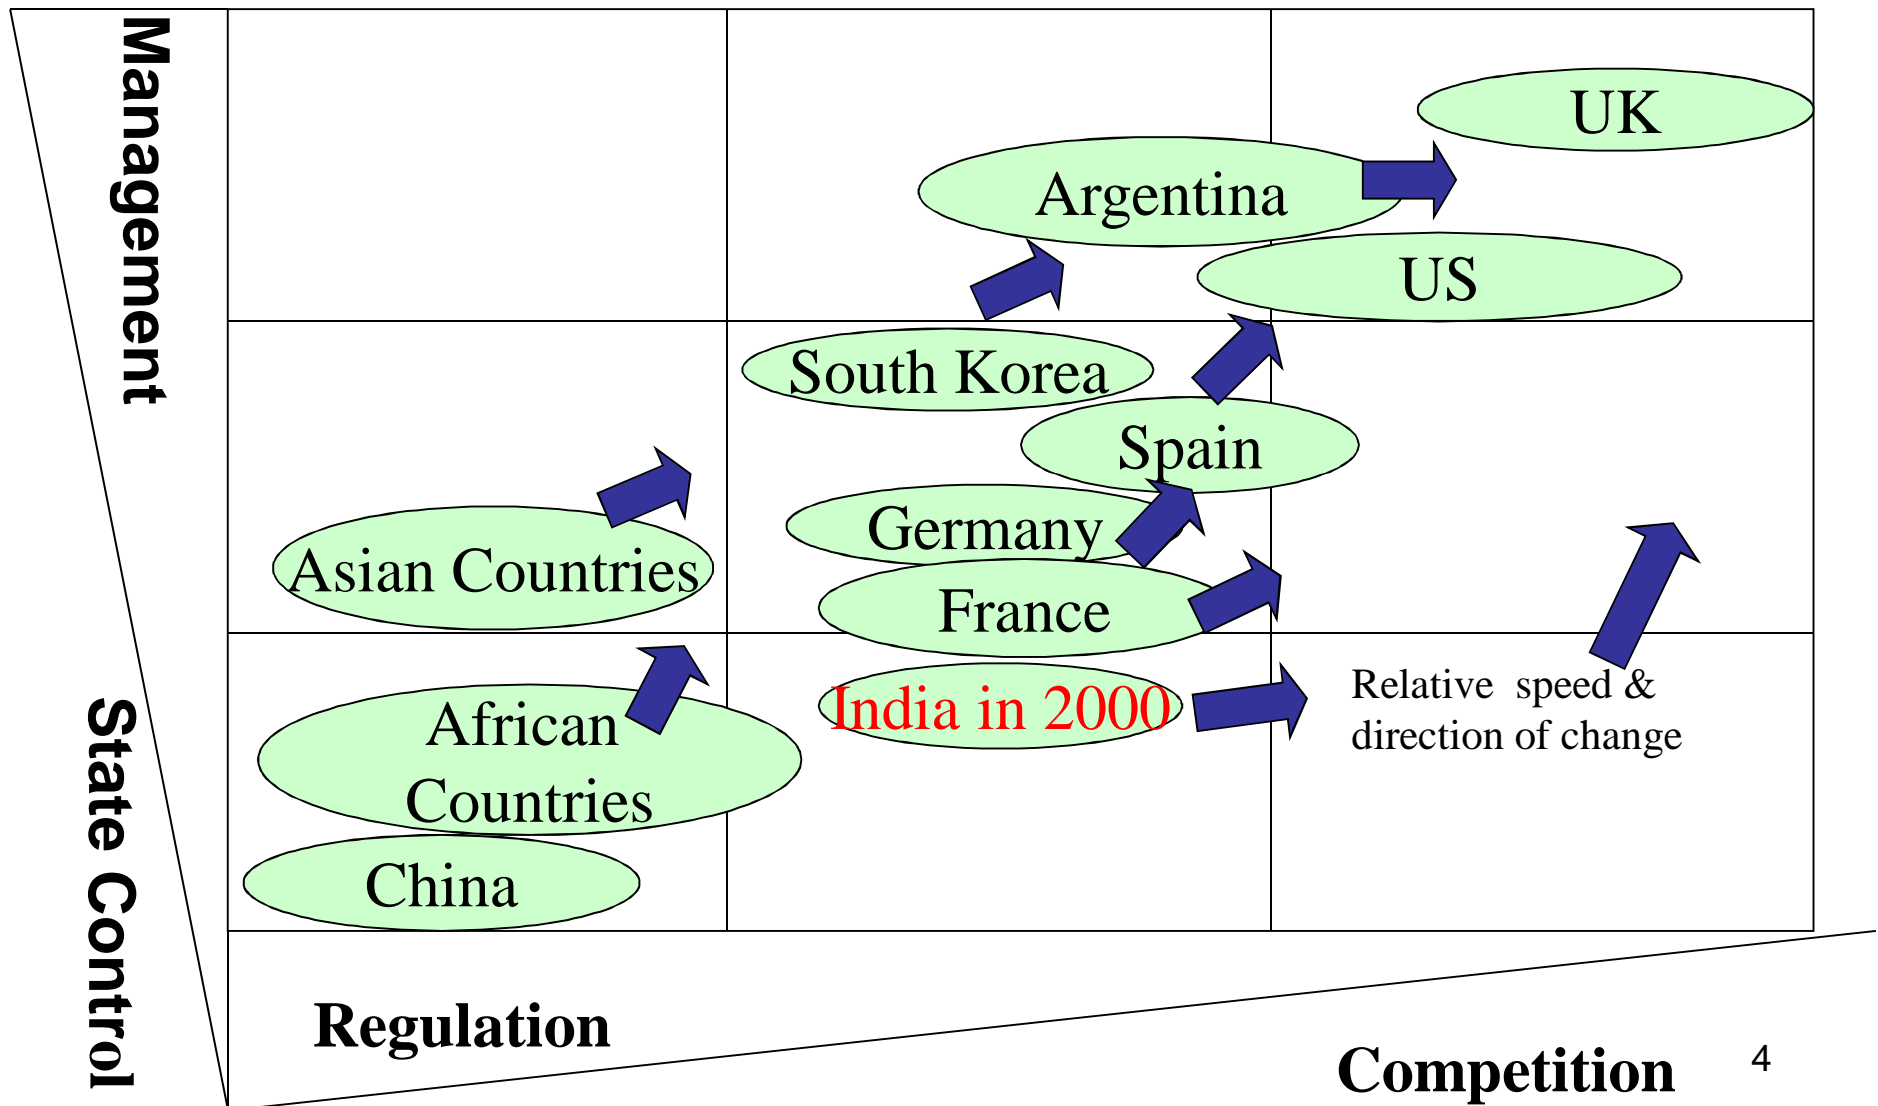 Management
State Control
UK
Argentina
US
South Korea
Spain
Germany
Asian Countries
France
India in 2000
Relative speed &
direction of change
African
Countries
China
Regulation
Competition
4